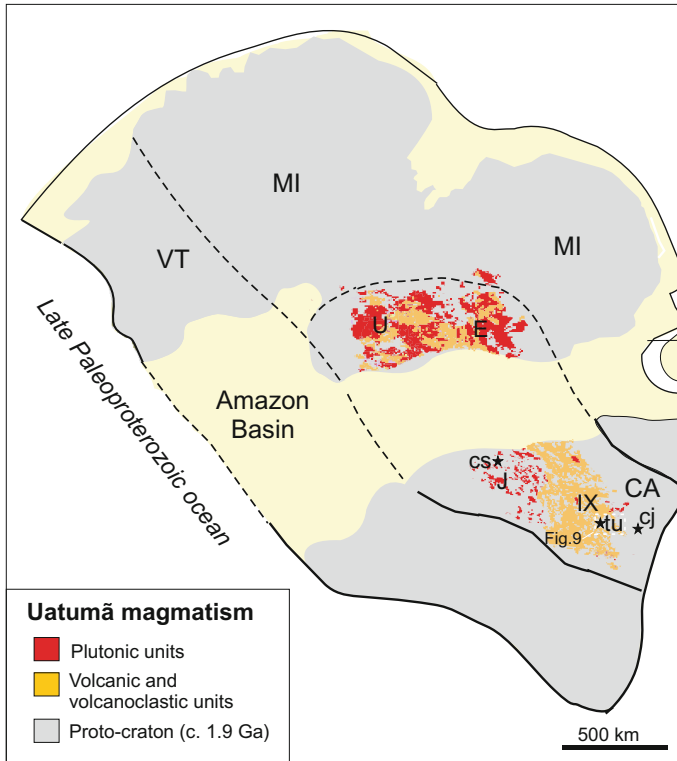 MI
MI
VT
U
E
Late Paleoproterozoic ocean
Amazon
Basin
cs
J
CA
IX
tu
cj
Fig.9
Uatumã magmatism
Plutonic units
Volcanic and
volcanoclastic units
Proto-craton (c. 1.9 Ga)
500 km